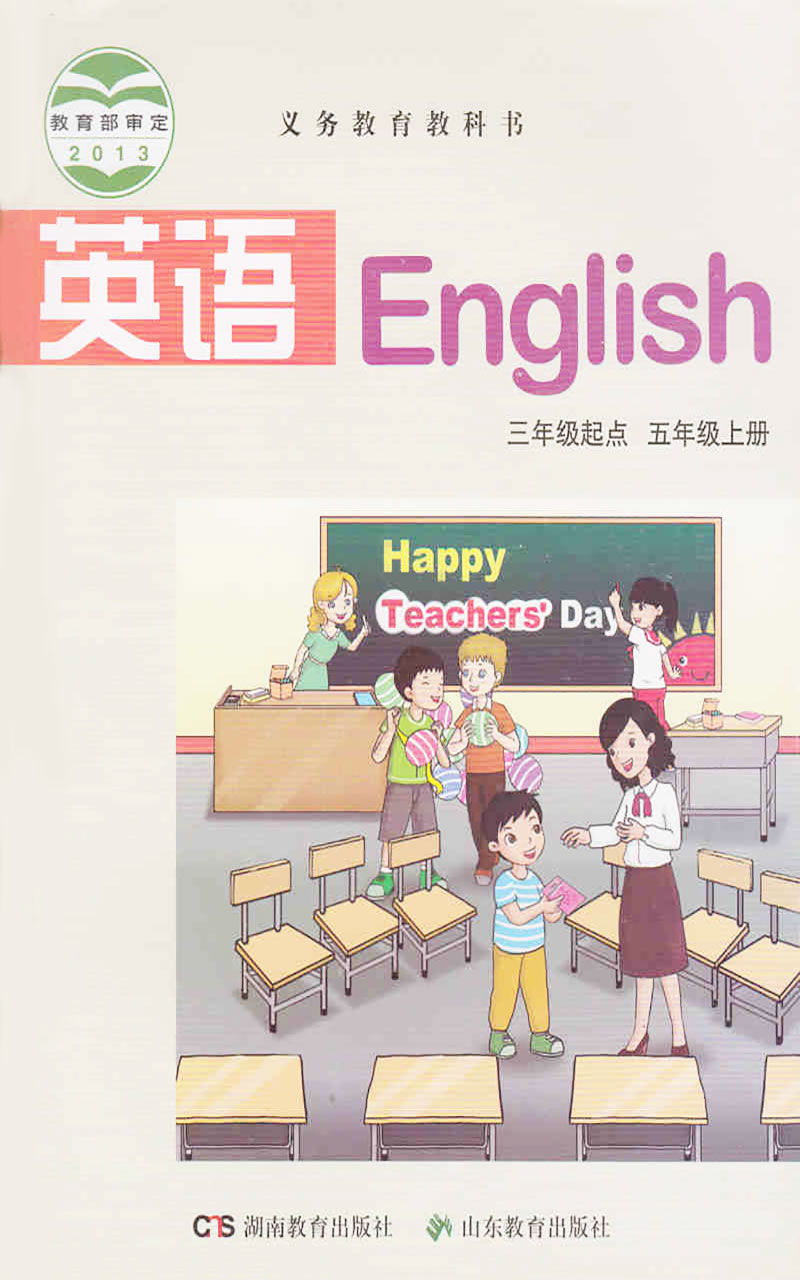 教育部审定
2013
义务教育教科书
英语 English
三年级起点 五年级上册
Happy
Teachers' Day
湖南教育出版社 山东教育出版社